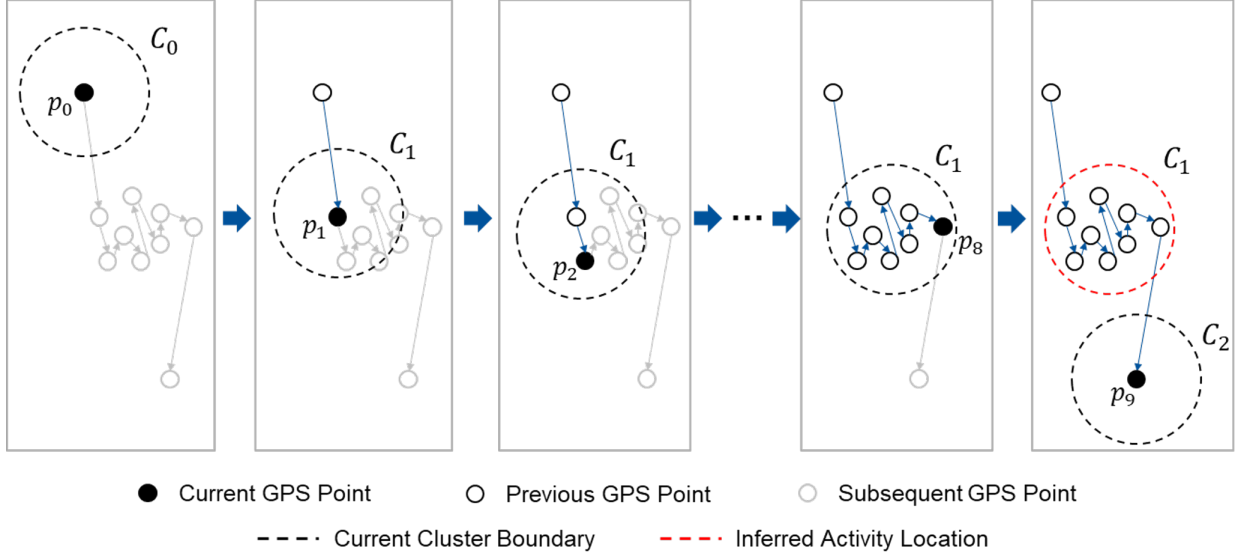 C₀
p₀
C₁
p₁
C₁
p₂
...
C₁
p₈
C₁
C₂
p₉
Current GPS Point
Previous GPS Point
Subsequent GPS Point
Current Cluster Boundary
Inferred Activity Location